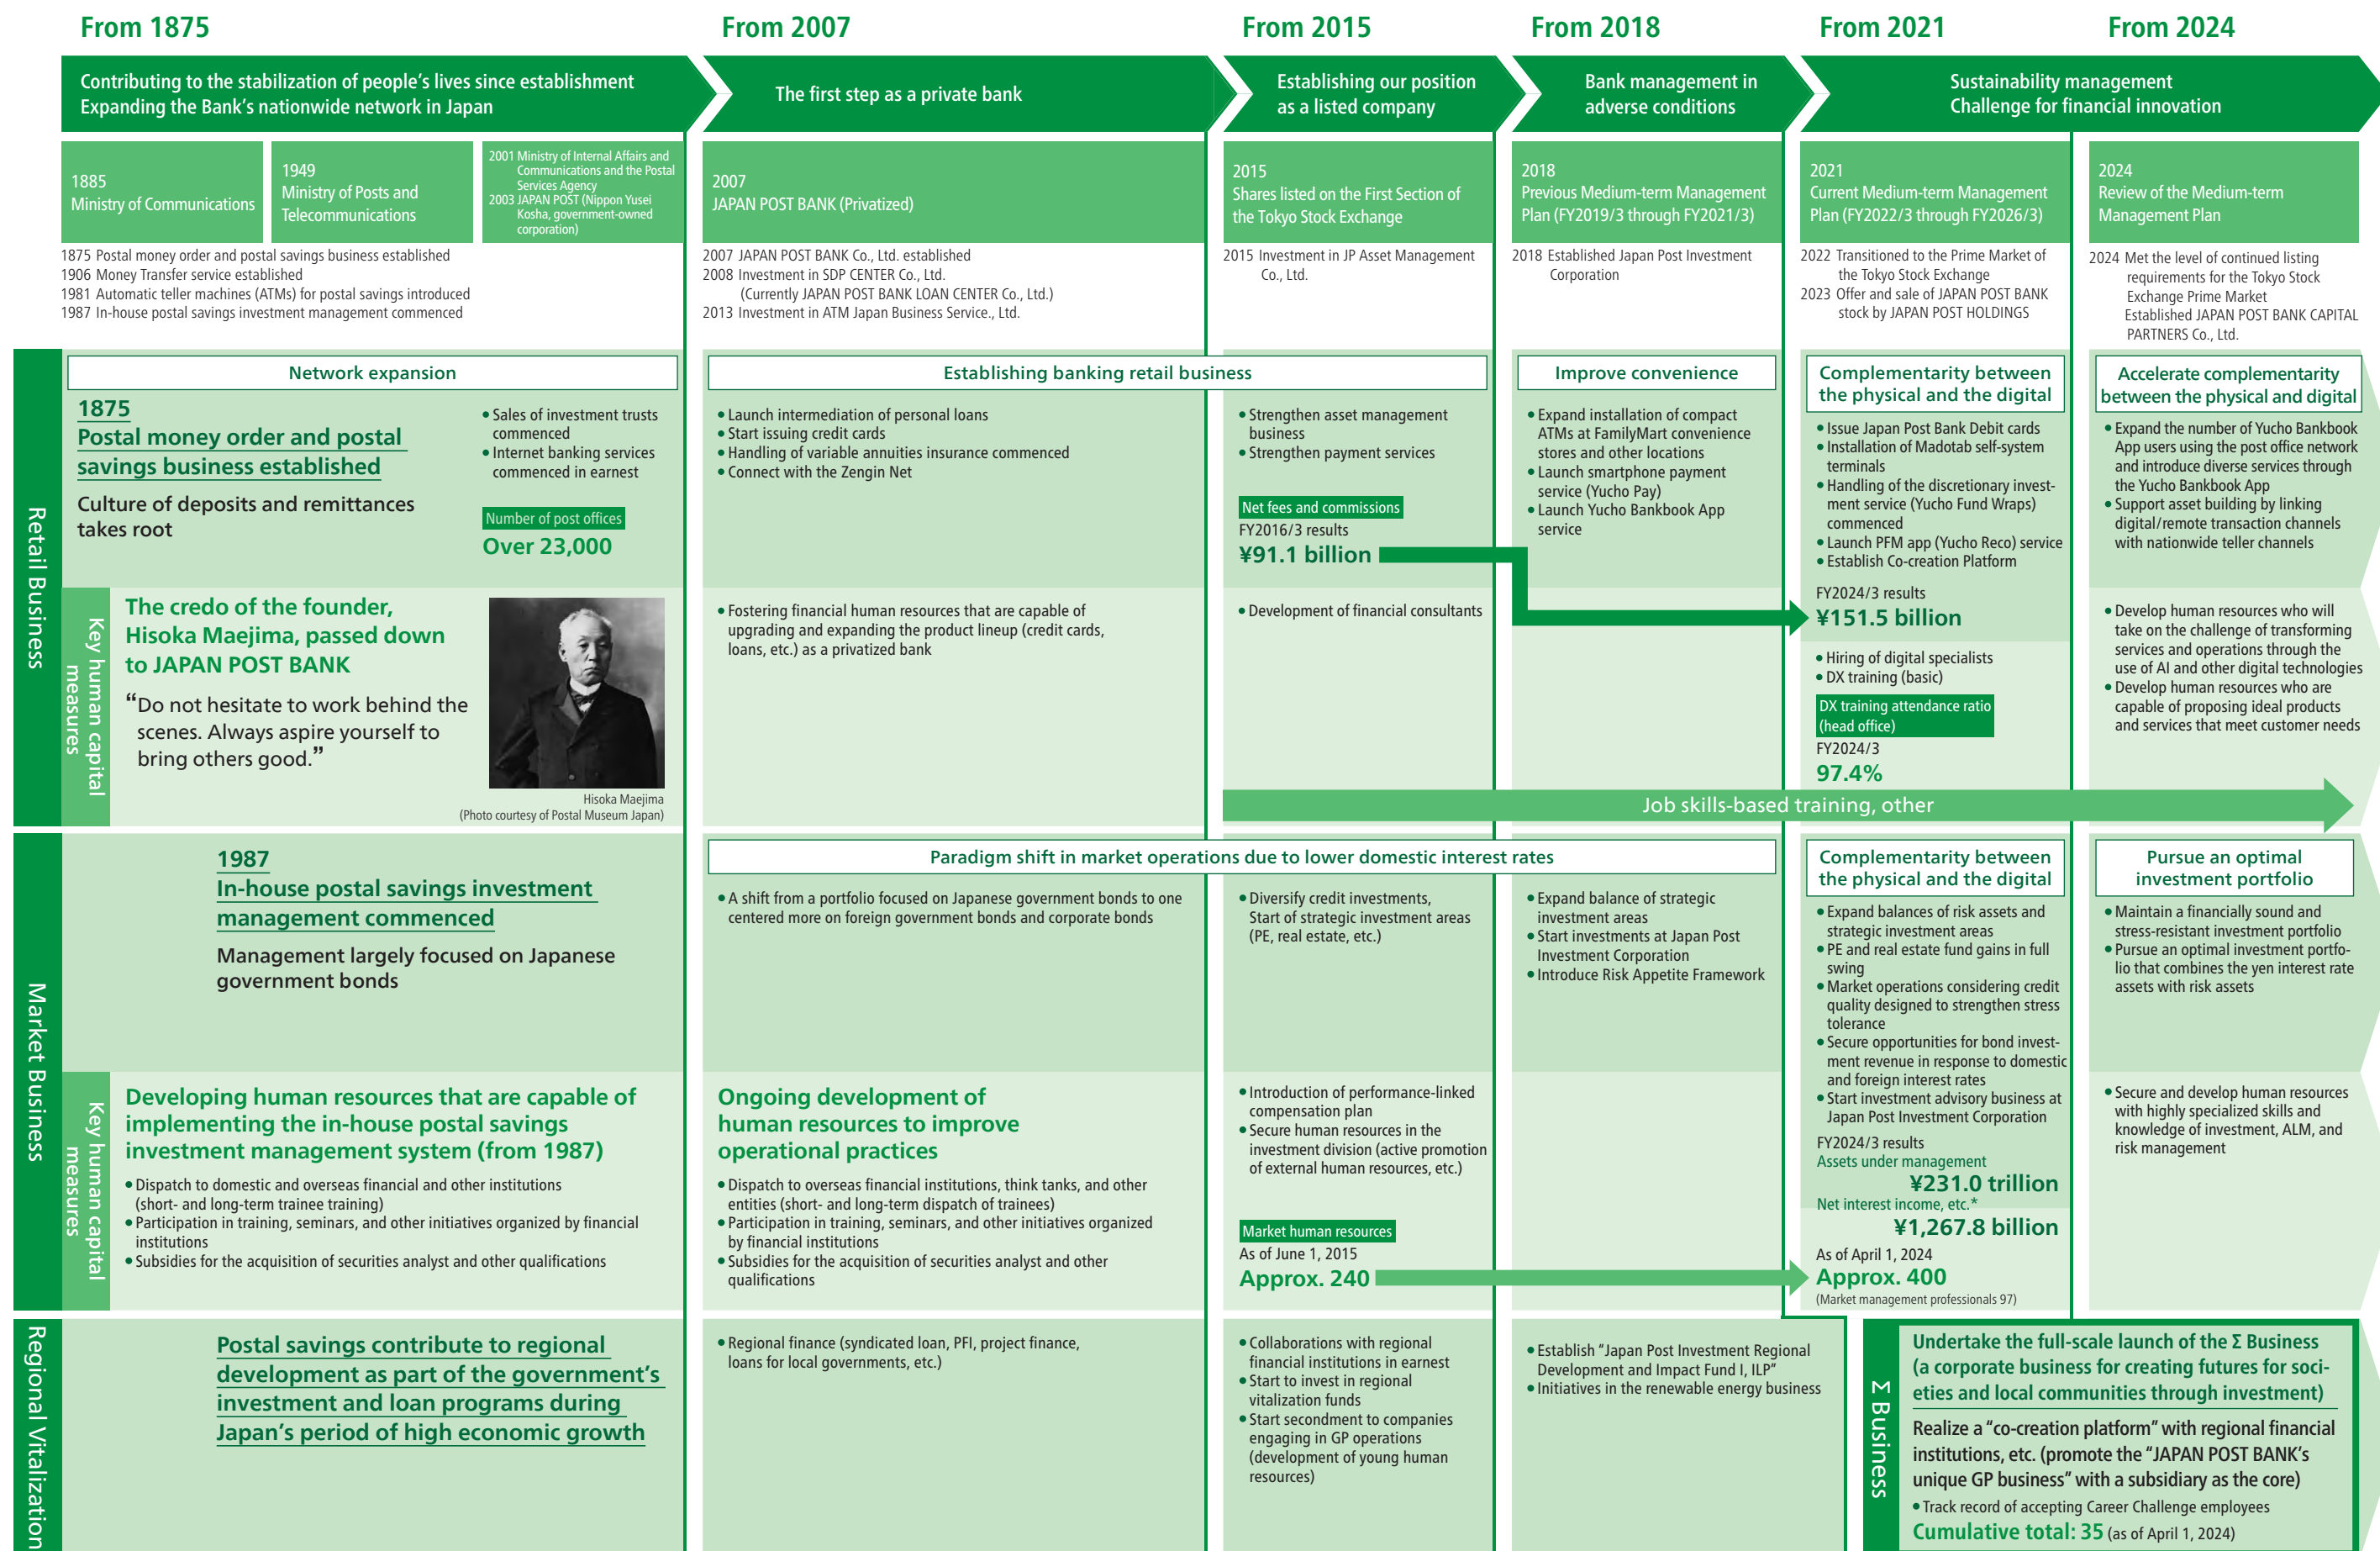 From 1875
From 2007
From 2015
From 2018
From 2021
From 2024
Contributing to the stabilization of people's lives since establishment
Expanding the Bank's nationwide network in Japan
The first step as a private bank
Establishing our position
as a listed company
Bank management in
adverse conditions
Sustainability management
Challenge for financial innovation
1885
Ministry of Communications
1949
Ministry of Posts and
Telecommunications
2001 Ministry of Internal Affairs and
Communications and the Postal
Services Agency
2003 JAPAN POST (Nippon Yusei
Kosha, government-owned
corporation)
2007
JAPAN POST BANK (Privatized)
2015
Shares listed on the First Section of
the Tokyo Stock Exchange
2018
Previous Medium-term Management
Plan (FY2019/3 through FY2021/3)
2021
Current Medium-term Management
Plan (FY2022/3 through FY2026/3)
2024
Review of the Medium-term
Management Plan
1875 Postal money order and postal savings business established
1906 Money Transfer service established
1981 Automatic teller machines (ATMs) for postal savings introduced
1987 In-house postal savings investment management commenced
2007 JAPAN POST BANK Co., Ltd. established
2008 Investment in SDP CENTER Co., Ltd.
(Currently JAPAN POST BANK LOAN CENTER Co., Ltd.)
2013 Investment in ATM Japan Business Service., Ltd.
2015 Investment in JP Asset Management
Co., Ltd.
2018 Established Japan Post Investment
Corporation
2022 Transitioned to the Prime Market of
the Tokyo Stock Exchange
2023 Offer and sale of JAPAN POST BANK
stock by JAPAN POST HOLDINGS
2024 Met the level of continued listing
requirements for the Tokyo Stock
Exchange Prime Market
Established JAPAN POST BANK CAPITAL
PARTNERS Co., Ltd.
Retail Business
Network expansion
1875
Postal money order and postal
savings business established
Culture of deposits and remittances
takes root
• Sales of investment trusts
commenced
• Internet banking services
commenced in earnest
Number of post offices
Over 23,000
Establishing banking retail business
• Launch intermediation of personal loans
• Start issuing credit cards
• Handling of variable annuities insurance commenced
• Connect with the Zengin Net
• Strengthen asset management
business
• Strengthen payment services
Net fees and commissions
FY2016/3 results
¥91.1 billion
Improve convenience
• Expand installation of compact
ATMs at FamilyMart convenience
stores and other locations
• Launch smartphone payment
service (Yucho Pay)
• Launch Yucho Bankbook App
service
Complementarity between
the physical and the digital
• Issue Japan Post Bank Debit cards
• Installation of Madotab self-system
terminals
• Handling of the discretionary invest-
ment service (Yucho Fund Wraps)
commenced
• Launch PFM app (Yucho Reco) service
• Establish Co-creation Platform
FY2024/3 results
¥151.5 billion
Accelerate complementarity
between the physical and digital
• Expand the number of Yucho Bankbook
App users using the post office network
and introduce diverse services through
the Yucho Bankbook App
• Support asset building by linking
digital/remote transaction channels
with nationwide teller channels
Key human capital
measures
The credo of the founder,
Hisoka Maejima, passed down
to JAPAN POST BANK
“Do not hesitate to work behind the
scenes. Always aspire yourself to
bring others good.”
Hisoka Maejima
(Photo courtesy of Postal Museum Japan)
• Fostering financial human resources that are capable of
upgrading and expanding the product lineup (credit cards,
loans, etc.) as a privatized bank
• Development of financial consultants
• Hiring of digital specialists
• DX training (basic)
DX training attendance ratio
(head office)
FY2024/3
97.4%
• Develop human resources who will
take on the challenge of transforming
services and operations through the
use of AI and other digital technologies
• Develop human resources who are
capable of proposing ideal products
and services that meet customer needs
Job skills-based training, other
Market Business
1987
In-house postal savings investment
management commenced
Management largely focused on Japanese
government bonds
Paradigm shift in market operations due to lower domestic interest rates
• A shift from a portfolio focused on Japanese government bonds to one
centered more on foreign government bonds and corporate bonds
• Diversify credit investments,
Start of strategic investment areas
(PE, real estate, etc.)
• Expand balance of strategic
investment areas
• Start investments at Japan Post
Investment Corporation
• Introduce Risk Appetite Framework
Complementarity between
the physical and the digital
• Expand balances of risk assets and
strategic investment areas
• PE and real estate fund gains in full
swing
• Market operations considering credit
quality designed to strengthen stress
tolerance
• Secure opportunities for bond invest-
ment revenue in response to domestic
and foreign interest rates
• Start investment advisory business at
Japan Post Investment Corporation
FY2024/3 results
Assets under management
¥231.0 trillion
Net interest income, etc.*
¥1,267.8 billion
Pursue an optimal
investment portfolio
• Maintain a financially sound and
stress-resistant investment portfolio
• Pursue an optimal investment portfo-
lio that combines the yen interest rate
assets with risk assets
Key human capital
measures
Developing human resources that are capable of
implementing the in-house postal savings
investment management system (from 1987)
• Dispatch to domestic and overseas financial and other institutions
(short- and long-term trainee training)
• Participation in training, seminars, and other initiatives organized by financial
institutions
• Subsidies for the acquisition of securities analyst and other qualifications
Ongoing development of
human resources to improve
operational practices
• Dispatch to overseas financial institutions, think tanks, and other
entities (short- and long-term dispatch of trainees)
• Participation in training, seminars, and other initiatives organized
by financial institutions
• Subsidies for the acquisition of securities analyst and other
qualifications
• Introduction of performance-linked
compensation plan
• Secure human resources in the
investment division (active promotion
of external human resources, etc.)
Market human resources
As of June 1, 2015
Approx. 240
As of April 1, 2024
Approx. 400
(Market management professionals 97)
• Secure and develop human resources
with highly specialized skills and
knowledge of investment, ALM, and
risk management
Regional Vitalization
Postal savings contribute to regional
development as part of the government's
investment and loan programs during
Japan's period of high economic growth
• Regional finance (syndicated loan, PFI, project finance,
loans for local governments, etc.)
• Collaborations with regional
financial institutions in earnest
• Start to invest in regional
vitalization funds
• Start secondment to companies
engaging in GP operations
(development of young human
resources)
• Establish “Japan Post Investment Regional
Development and Impact Fund I, ILP”
• Initiatives in the renewable energy business
Σ Business
Undertake the full-scale launch of the Σ Business
(a corporate business for creating futures for soci-
eties and local communities through investment)
Realize a “co-creation platform” with regional financial
institutions, etc. (promote the “JAPAN POST BANK's
unique GP business” with a subsidiary as the core)
• Track record of accepting Career Challenge employees
Cumulative total: 35 (as of April 1, 2024)